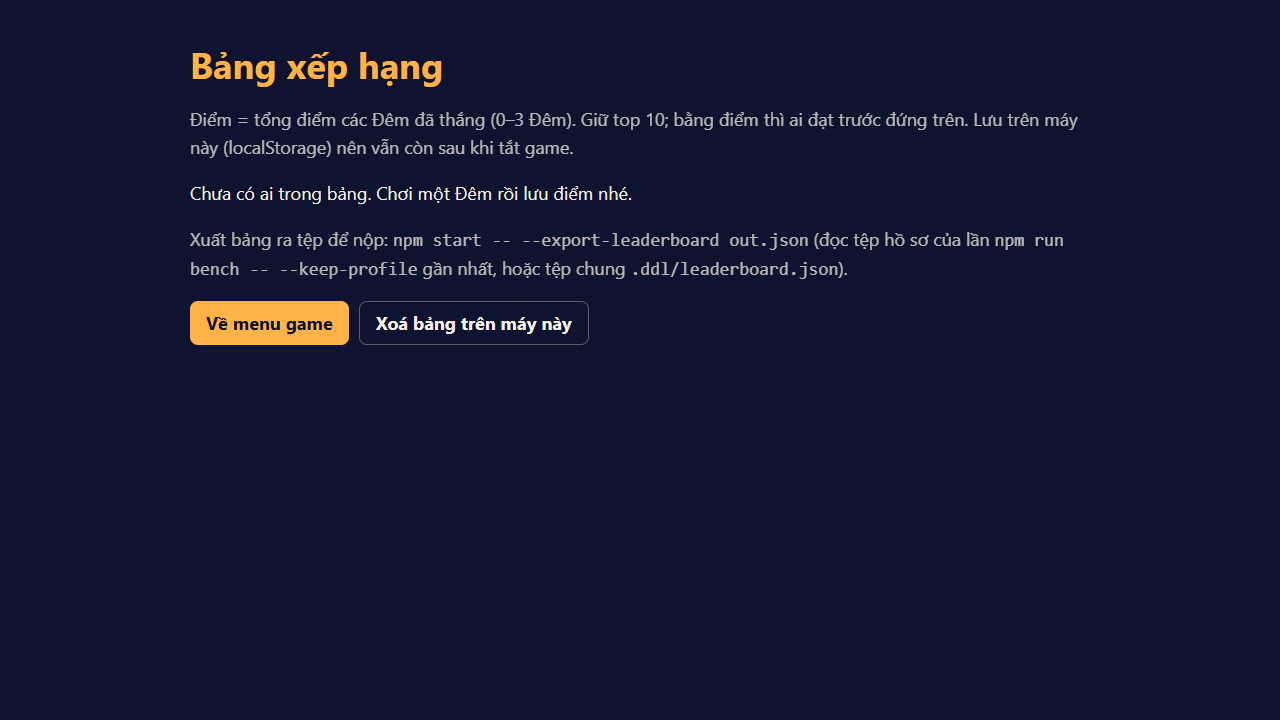 Bảng xếp hạng
Điểm = tổng điểm các Đêm đã thắng (0–3 Đêm). Giữ top 10; bằng điểm thì ai đạt trước đứng trên. Lưu trên máy
này (localStorage) nên vẫn còn sau khi tắt game.
Chưa có ai trong bảng. Chơi một Đêm rồi lưu điểm nhé.
Xuất bảng ra tệp để nộp: npm start -- --export-leaderboard out.json (đọc tệp hồ sơ của lần npm run
bench -- --keep-profile gần nhất, hoặc tệp chung .ddl/leaderboard.json).
Về menu game
Xoá bảng trên máy này